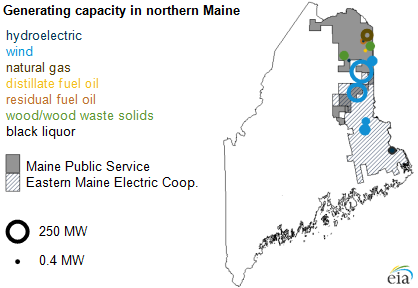 Generating capacity in northern Maine
hydroelectric
wind
natural gas
distillate fuel oil
residual fuel oil
wood/wood waste solids
black liquor
Maine Public Service
Eastern Maine Electric Coop.
250 MW
0.4 MW
eia